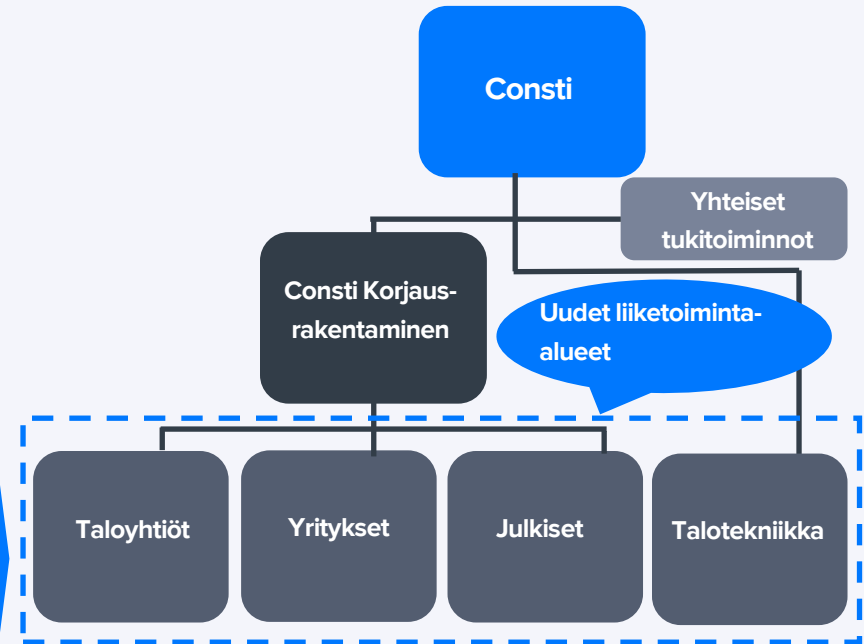 Consti
Yhteiset
tukitoiminnot
Consti Korjaus-
rakentaminen
Uudet liiketoiminta-
alueet
Taloyhtiöt
Yritykset
Julkiset
Talotekniikka